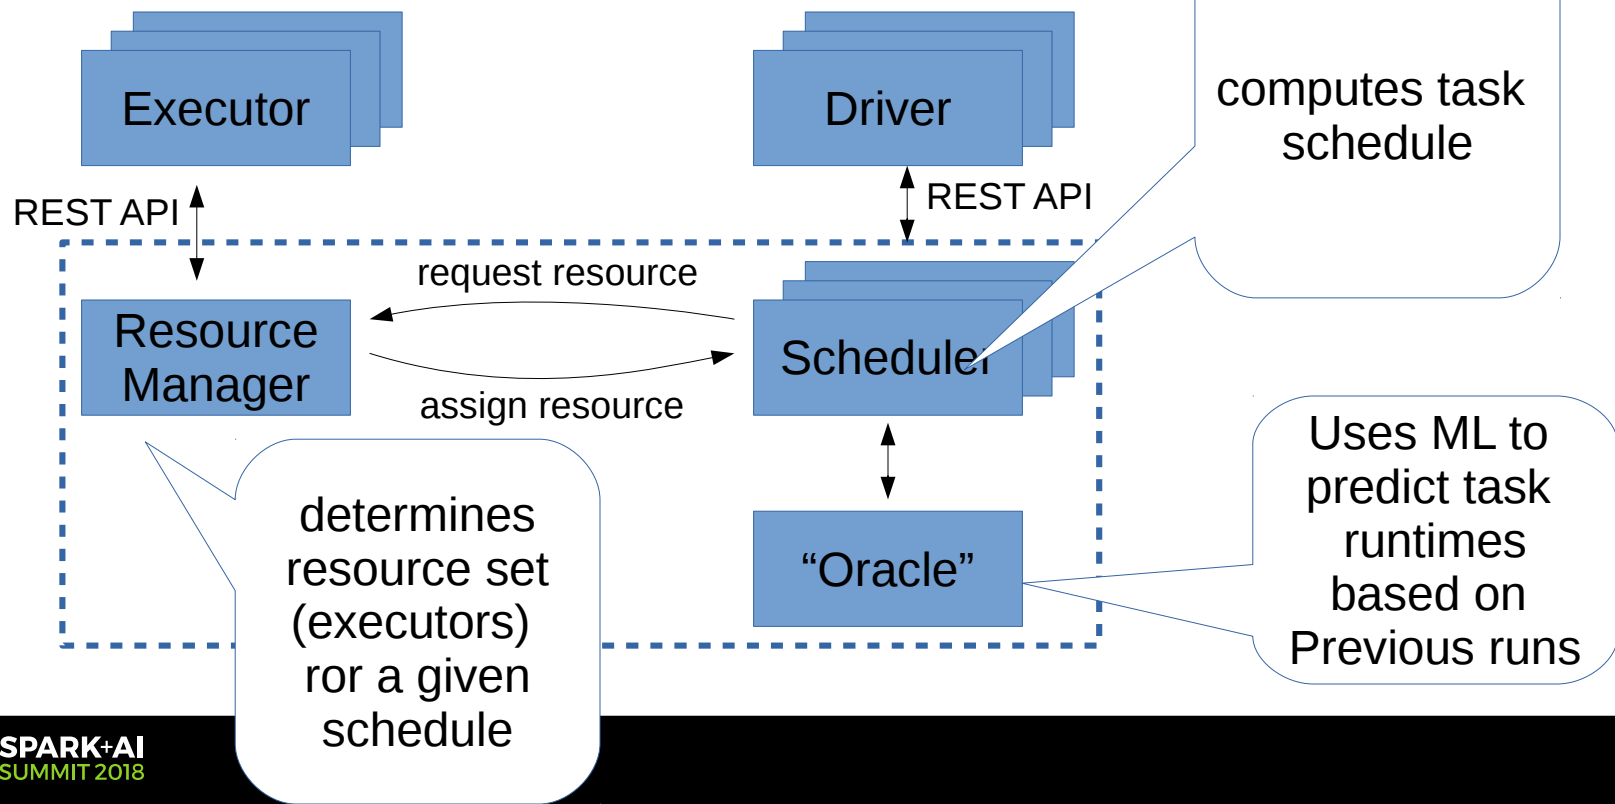 Executor
Driver
computes task
schedule
REST API
REST API
request resource
Resource
Manager
Scheduler
assign resource
determines
resource set
(executors)
ror a given
schedule
“Oracle”
Uses ML to
predict task
runtimes
based on
Previous runs
SPARK+AI
SUMMIT 2018